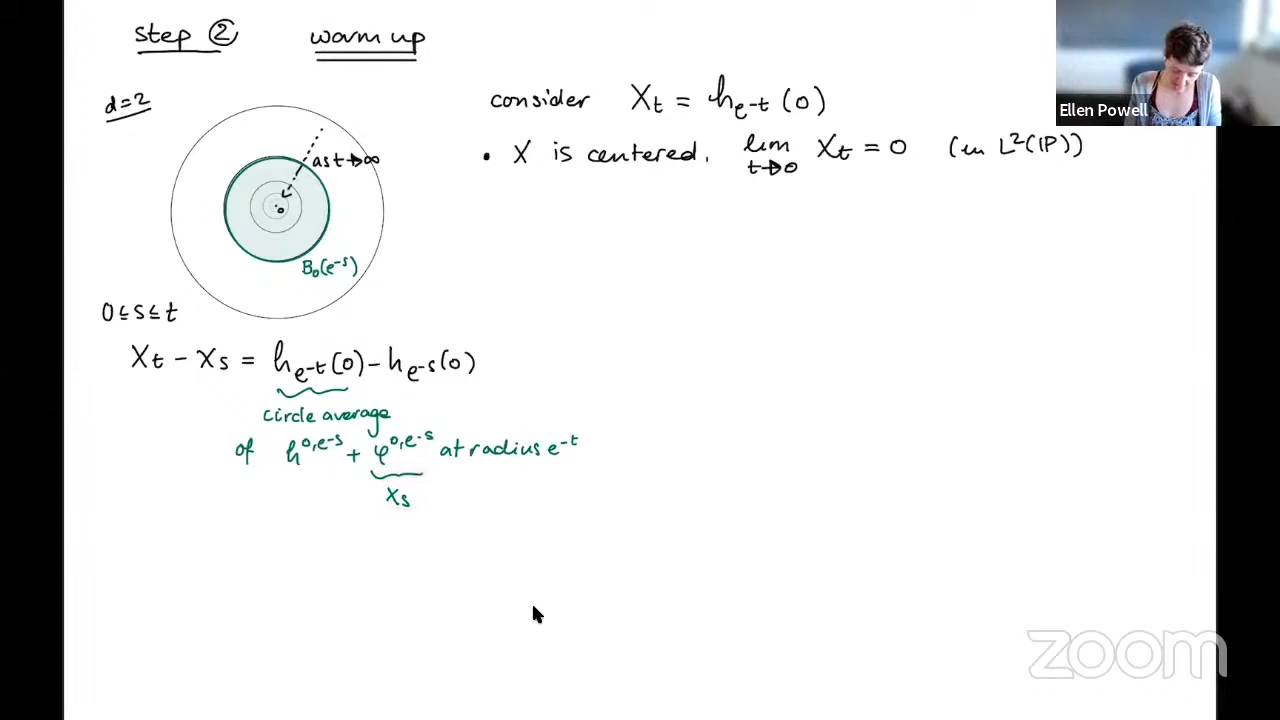 step ② warm up
d=2
consider X_t = h_{e^{-t}}(0)
• X is centered. lim_{t→0} X_t = 0 (in L²(ℙ))
as t→∞
0
B_0(e^{-s})
0 ≤ s ≤ t
X_t - X_s = h_{e^{-t}}(0) - h_{e^{-s}}(0)
circle average
of h^{0,e^{-s}} + φ^{0,e^{-s}} at radius e^{-t}
X_s
Ellen Powell
zoom